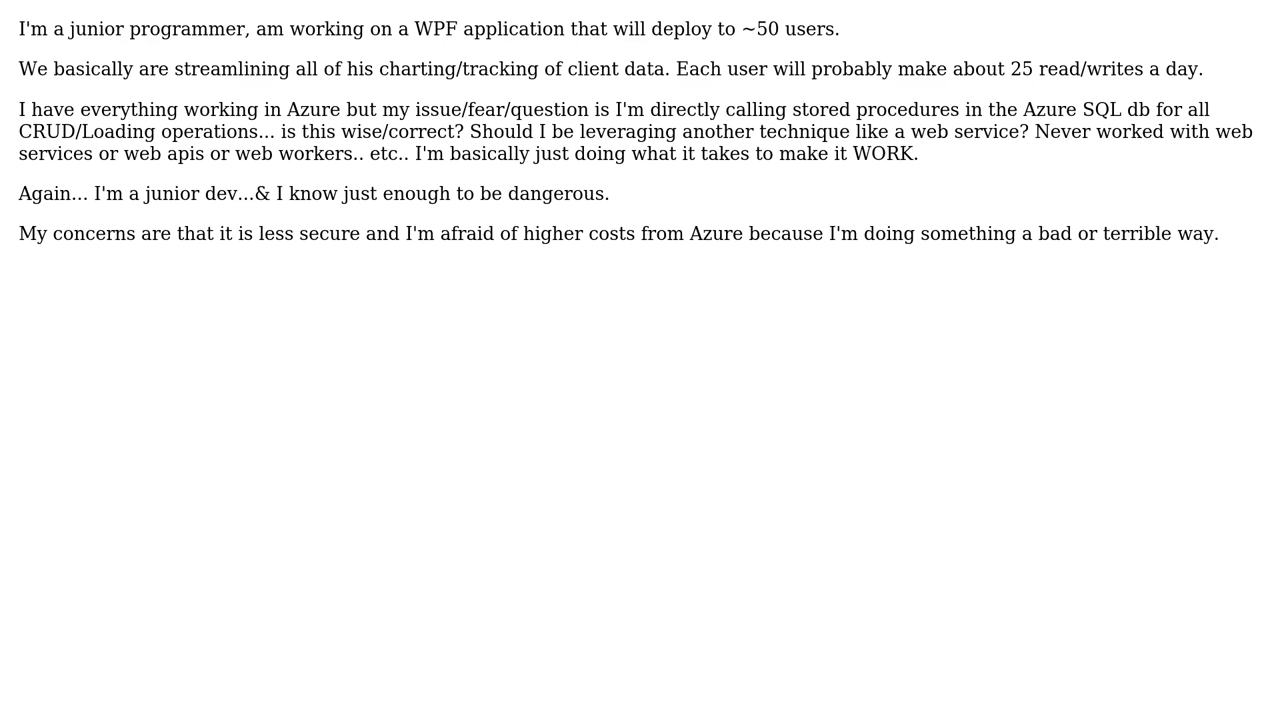 I'm a junior programmer, am working on a WPF application that will deploy to ~50 users.
We basically are streamlining all of his charting/tracking of client data. Each user will probably make about 25 read/writes a day.
I have everything working in Azure but my issue/fear/question is I'm directly calling stored procedures in the Azure SQL db for all
CRUD/Loading operations... is this wise/correct? Should I be leveraging another technique like a web service? Never worked with web
services or web apis or web workers.. etc.. I'm basically just doing what it takes to make it WORK.
Again... I'm a junior dev...& I know just enough to be dangerous.
My concerns are that it is less secure and I'm afraid of higher costs from Azure because I'm doing something a bad or terrible way.